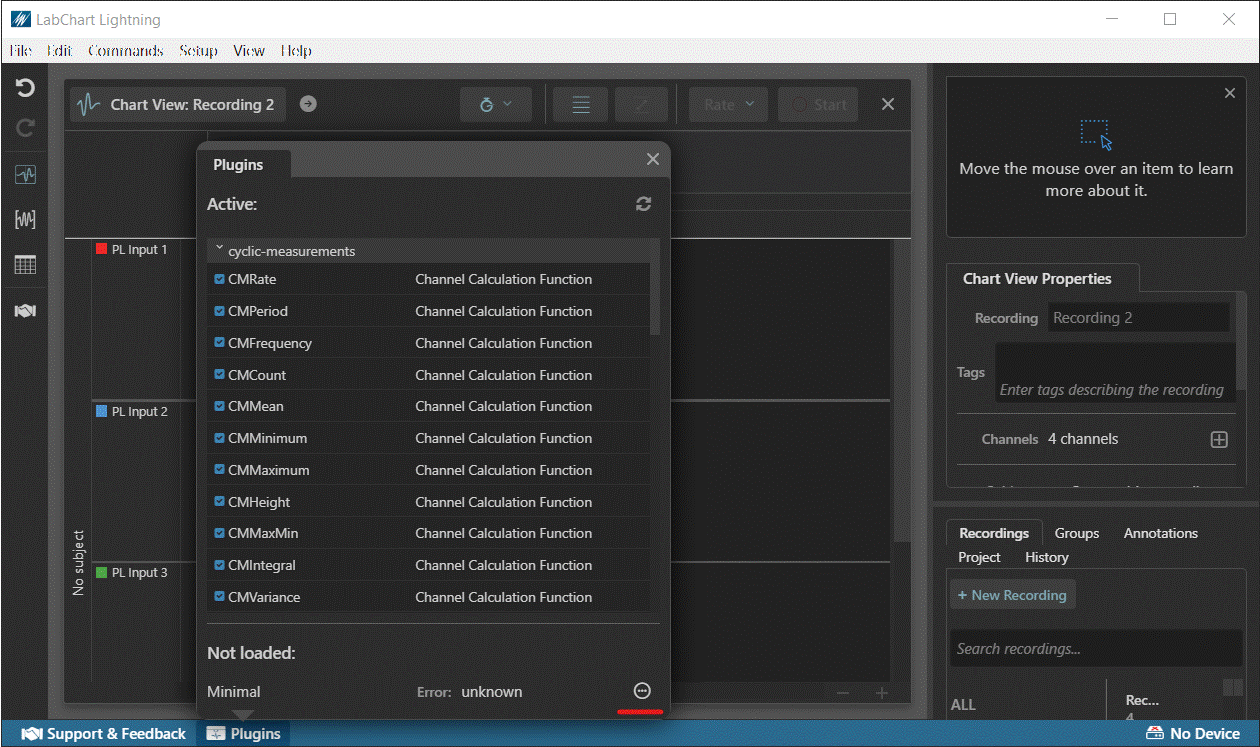 LabChart Lightning
File Edit Commands Setup View Help
Chart View: Recording 2
Rate
Start
Move the mouse over an item to learn
more about it.
Plugins
Active:
cyclic-measurements
CMRate Channel Calculation Function
CMPeriod Channel Calculation Function
CMFrequency Channel Calculation Function
CMCount Channel Calculation Function
CMMean Channel Calculation Function
CMMinimum Channel Calculation Function
CMMaximum Channel Calculation Function
CMHeight Channel Calculation Function
CMMaxMin Channel Calculation Function
CMIntegral Channel Calculation Function
CMVariance Channel Calculation Function
Not loaded:
Minimal Error: unknown
PL Input 1
PL Input 2
PL Input 3
No subject
Chart View Properties
Recording Recording 2
Tags
Enter tags describing the recording
Channels 4 channels
Recordings Groups Annotations
Project History
+ New Recording
Search recordings...
ALL
Rec...
4
Support & Feedback Plugins No Device